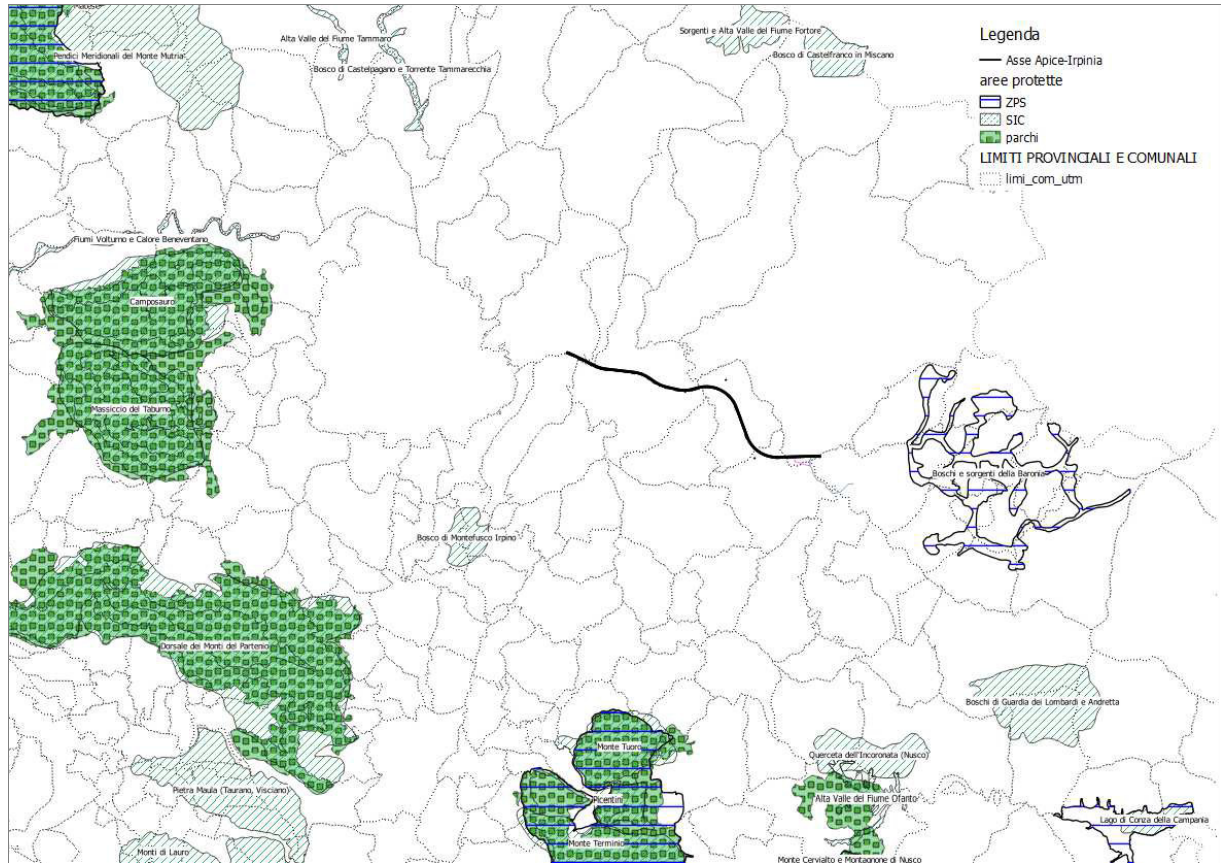 Matese
Pendici Meridionali del Monte Mutria
Alta Valle del Fiume Tammaro
Bosco di Castelpagano e Torrente Tammarecchia
Sorgenti e Alta Valle del Fiume Fortore
Bosco di Castelfranco in Miscano
Legenda
Asse Apice-Irpinia
aree protette
ZPS
SIC
parchi
LIMITI PROVINCIALI E COMUNALI
limi_com_utm
Fiumi Volturno e Calore Beneventano
Camposauro
Massiccio del Taburno
Boschi e sorgenti della Baronia
Bosco di Montefusco Irpino
Dorsale dei Monti del Partenio
Boschi di Guardia dei Lombardi e Andretta
Monte Tuoro
Querceta dell'Incoronata (Nusco)
Pietra Maula (Taurano, Visciano)
Picentini
Alta Valle del Fiume Ofanto
Lago di Conza della Campania
Monte Terminio
Monti di Lauro
Monte Cervialto e Montagnone di Nusco